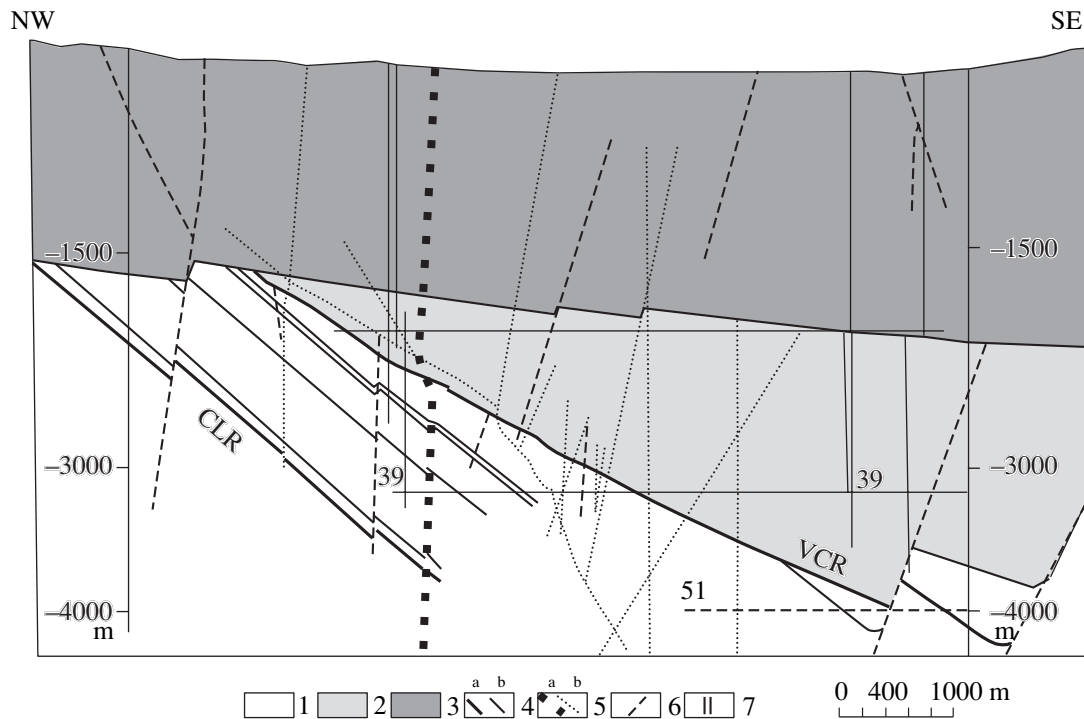 NW SE
–1500 –1500
–3000 –3000
CLR
39 39
VCR
51
–4000 –4000
m m
a b a b
1 2 3 4 5 6 7
0 400 1000 m